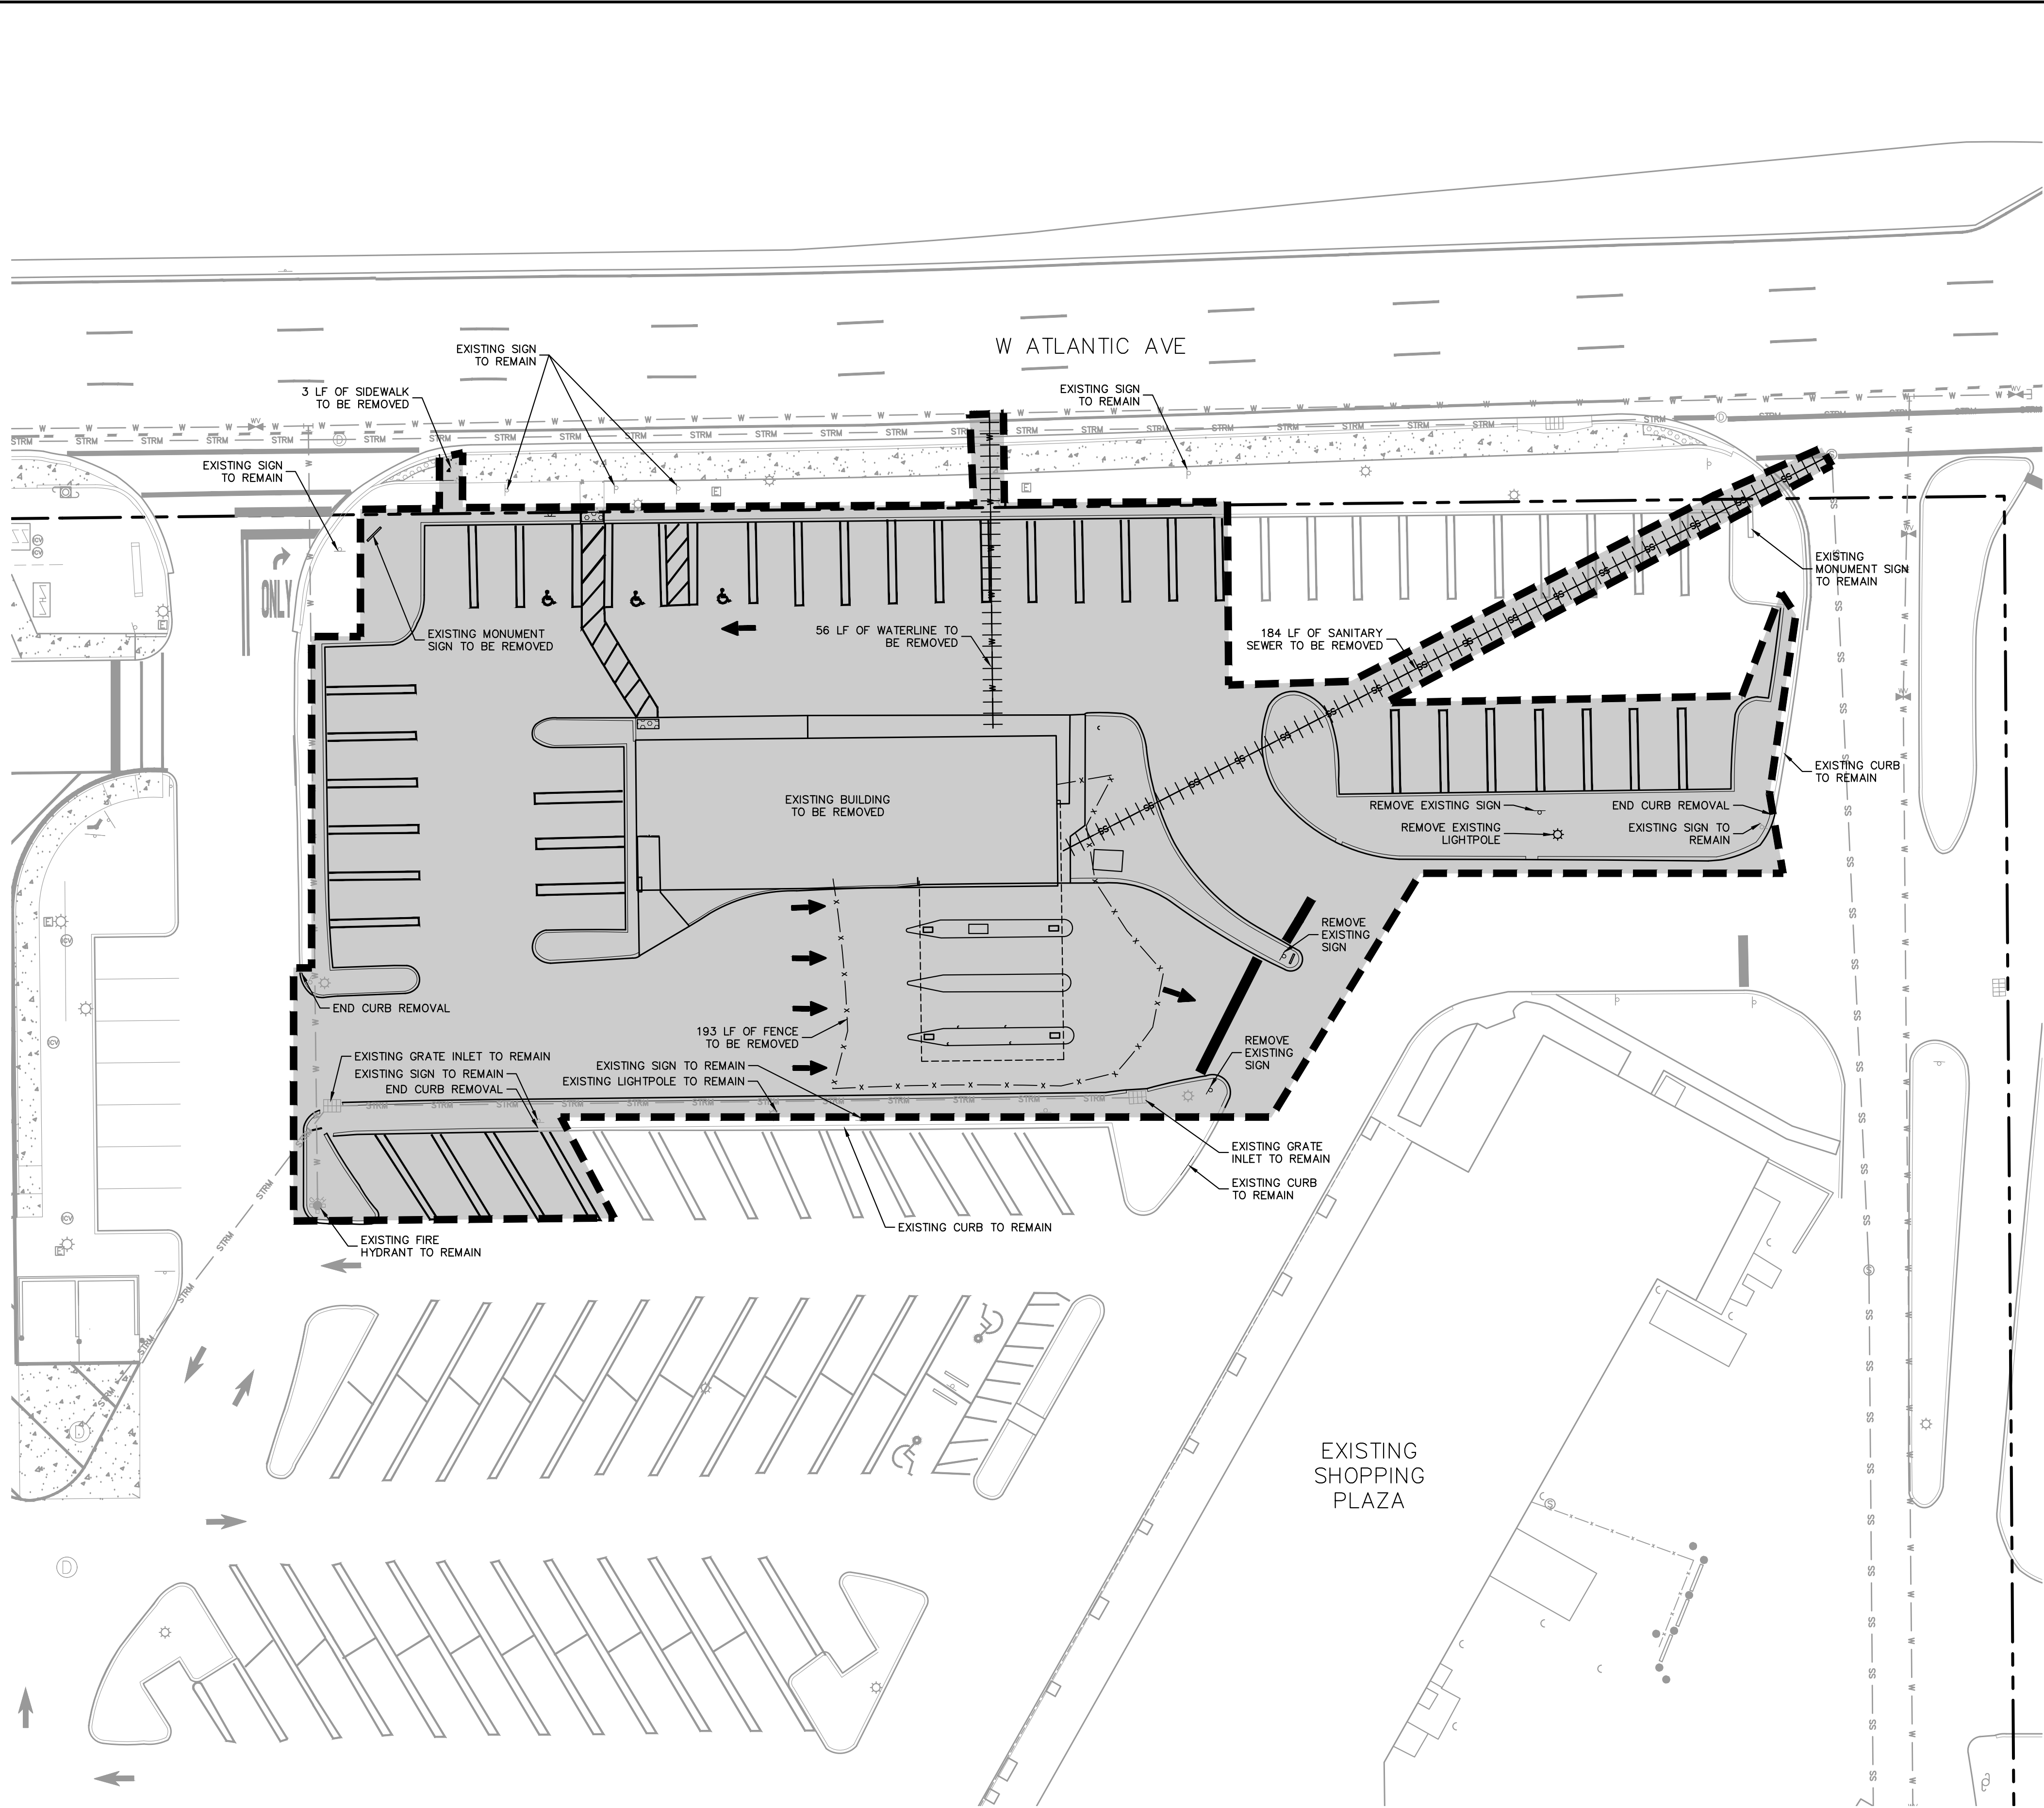 W ATLANTIC AVE
EXISTING SIGN
TO REMAIN
3 LF OF SIDEWALK
TO BE REMOVED
EXISTING SIGN
TO REMAIN
EXISTING SIGN
TO REMAIN
ONLY
EXISTING MONUMENT
SIGN TO BE REMOVED
56 LF OF WATERLINE TO
BE REMOVED
184 LF OF SANITARY
SEWER TO BE REMOVED
EXISTING
MONUMENT SIGN
TO REMAIN
EXISTING CURB
TO REMAIN
EXISTING BUILDING
TO BE REMOVED
REMOVE EXISTING SIGN
END CURB REMOVAL
REMOVE EXISTING
LIGHTPOLE
EXISTING SIGN TO
REMAIN
REMOVE
EXISTING
SIGN
END CURB REMOVAL
193 LF OF FENCE
TO BE REMOVED
REMOVE
EXISTING
SIGN
EXISTING GRATE INLET TO REMAIN
EXISTING SIGN TO REMAIN
END CURB REMOVAL
EXISTING SIGN TO REMAIN
EXISTING LIGHTPOLE TO REMAIN
EXISTING GRATE
INLET TO REMAIN
EXISTING CURB
TO REMAIN
EXISTING CURB TO REMAIN
EXISTING FIRE
HYDRANT TO REMAIN
EXISTING
SHOPPING
PLAZA